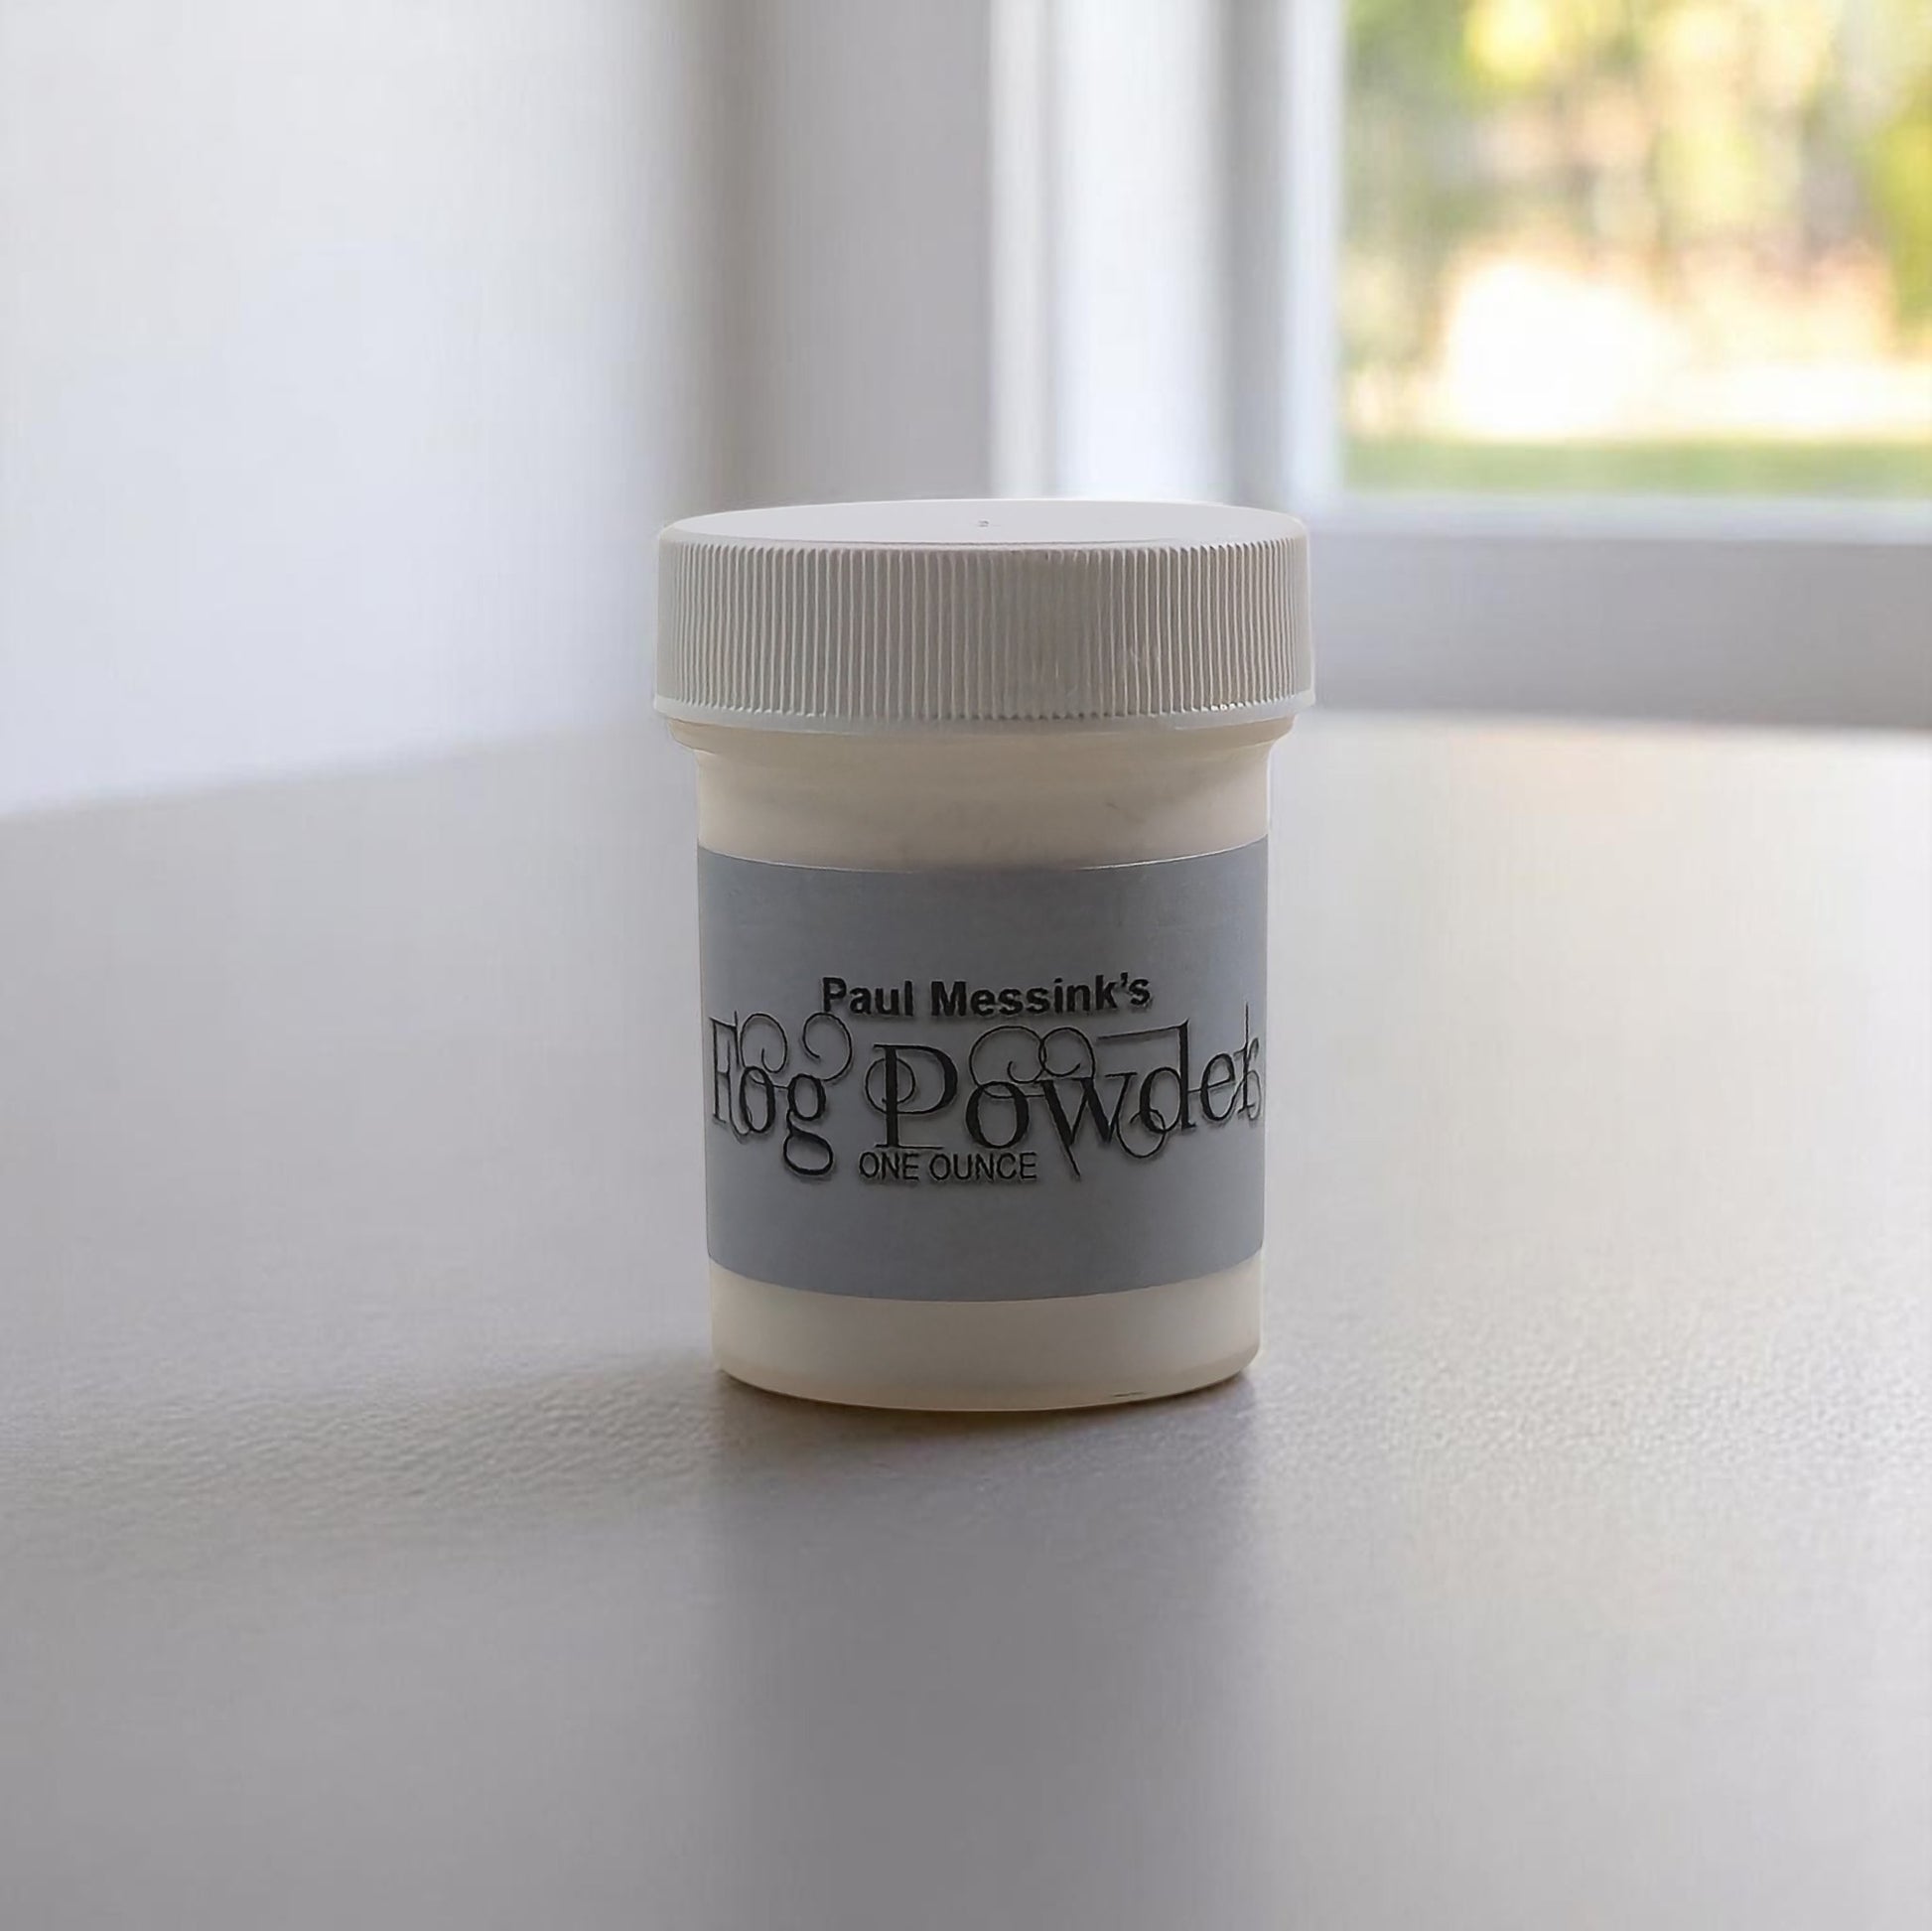 Paul Messink's
Fog Powder
ONE OUNCE